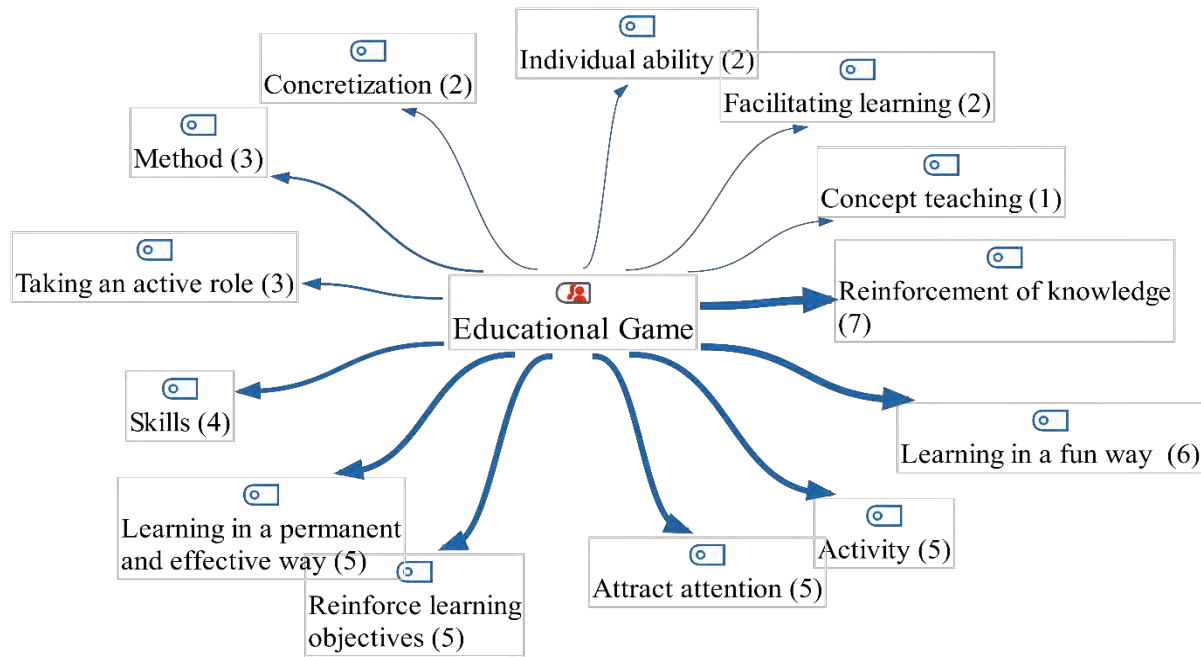 Individual ability (2)
Concretization (2)
Facilitating learning (2)
Method (3)
Concept teaching (1)
Taking an active role (3)
Reinforcement of knowledge
(7)
Educational Game
Skills (4)
Learning in a fun way (6)
Learning in a permanent
and effective way (5)
Activity (5)
Attract attention (5)
Reinforce learning
objectives (5)